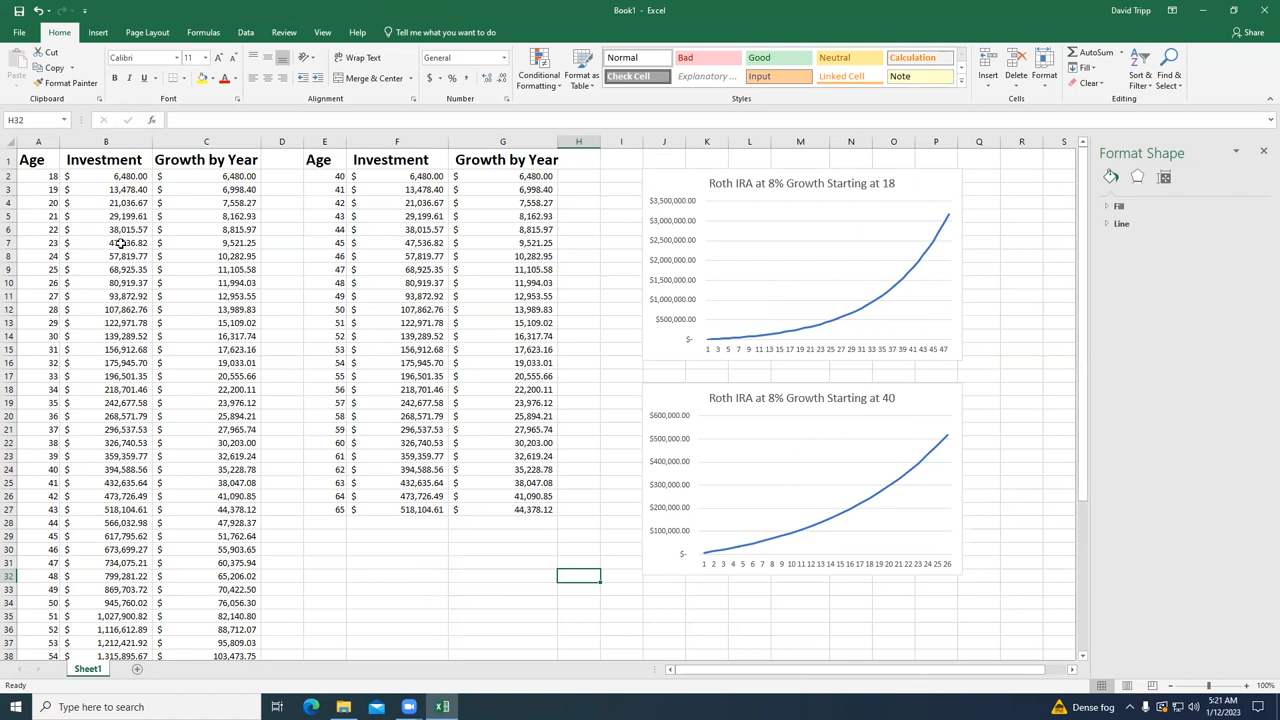 Book1 - Excel
David Tripp
File Home Insert Page Layout Formulas Data Review View Help Tell me what you want to do Share
Paste
Cut
Copy
Format Painter
Clipboard
Calibri 11
B I U
Font
Wrap Text
Merge & Center
Alignment
General
$ %
Number
Conditional Formatting
Format as Table
Normal Bad Good Neutral Calculation
Check Cell Explanatory ... Input Linked Cell Note
Styles
Insert Delete Format
Cells
AutoSum
Fill
Clear
Sort & Filter
Find & Select
Editing
H32
A B C D E F G H I J K L M N O P Q R S
1 Age Investment Growth by Year Age Investment Growth by Year
2 18 $ 6,480.00 $ 6,480.00 40 $ 6,480.00 $ 6,480.00
3 19 $ 13,478.40 $ 6,998.40 41 $ 13,478.40 $ 6,998.40
4 20 $ 21,036.67 $ 7,558.27 42 $ 21,036.67 $ 7,558.27
5 21 $ 29,199.61 $ 8,162.93 43 $ 29,199.61 $ 8,162.93
6 22 $ 38,015.57 $ 8,815.97 44 $ 38,015.57 $ 8,815.97
7 23 $ $ 9,521.25 45 $ 47,536.82 $ 9,521.25
8 24 $ 57,819.77 $ 10,282.95 46 $ 57,819.77 $ 10,282.95
9 25 $ 68,925.35 $ 11,105.58 47 $ 68,925.35 $ 11,105.58
10 26 $ 80,919.37 $ 11,994.03 48 $ 80,919.37 $ 11,994.03
11 27 $ 93,872.92 $ 12,953.55 49 $ 93,872.92 $ 12,953.55
12 28 $ 107,862.76 $ 13,989.83 50 $ 107,862.76 $ 13,989.83
13 29 $ 122,971.78 $ 15,109.02 51 $ 122,971.78 $ 15,109.02
14 30 $ 139,289.52 $ 16,317.74 52 $ 139,289.52 $ 16,317.74
15 31 $ 156,912.68 $ 17,623.16 53 $ 156,912.68 $ 17,623.16
16 32 $ 175,945.70 $ 19,033.01 54 $ 175,945.70 $ 19,033.01
17 33 $ 196,501.35 $ 20,555.66 55 $ 196,501.35 $ 20,555.66
18 34 $ 218,701.46 $ 22,200.11 56 $ 218,701.46 $ 22,200.11
19 35 $ 242,677.58 $ 23,976.12 57 $ 242,677.58 $ 23,976.12
20 36 $ 268,571.79 $ 25,894.21 58 $ 268,571.79 $ 25,894.21
21 37 $ 296,537.53 $ 27,965.74 59 $ 296,537.53 $ 27,965.74
22 38 $ 326,740.53 $ 30,203.00 60 $ 326,740.53 $ 30,203.00
23 39 $ 359,359.77 $ 32,619.24 61 $ 359,359.77 $ 32,619.24
24 40 $ 394,588.56 $ 35,228.78 62 $ 394,588.56 $ 35,228.78
25 41 $ 432,635.64 $ 38,047.08 63 $ 432,635.64 $ 38,047.08
26 42 $ 473,726.49 $ 41,090.85 64 $ 473,726.49 $ 41,090.85
27 43 $ 518,104.61 $ 44,378.12 65 $ 518,104.61 $ 44,378.12
28 44 $ 566,032.98 $ 47,928.37
29 45 $ 617,795.62 $ 51,762.64
30 46 $ 673,699.27 $ 55,903.65
31 47 $ 734,075.21 $ 60,375.94
32 48 $ 799,281.22 $ 65,206.02
33 49 $ 869,703.72 $ 70,422.50
34 50 $ 945,760.02 $ 76,056.30
35 51 $ 1,027,900.82 $ 82,140.80
36 52 $ 1,116,612.89 $ 88,712.07
37 53 $ 1,212,421.92 $ 95,809.03
38 54 $ 1,315,895.67 $ 103,473.75
Roth IRA at 8% Growth Starting at 18
$3,500,000.00
$3,000,000.00
$2,500,000.00
$2,000,000.00
$1,500,000.00
$1,000,000.00
$500,000.00
$-
1 3 5 7 9 11 13 15 17 19 21 23 25 27 29 31 33 35 37 39 41 43 45 47
Roth IRA at 8% Growth Starting at 40
$600,000.00
$500,000.00
$400,000.00
$300,000.00
$200,000.00
$100,000.00
$-
1 2 3 4 5 6 7 8 9 10 11 12 13 14 15 16 17 18 19 20 21 22 23 24 25 26
Format Shape
Fill
Line
Sheet1
Ready
100%
Type here to search
Dense fog
5:21 AM
1/12/2023